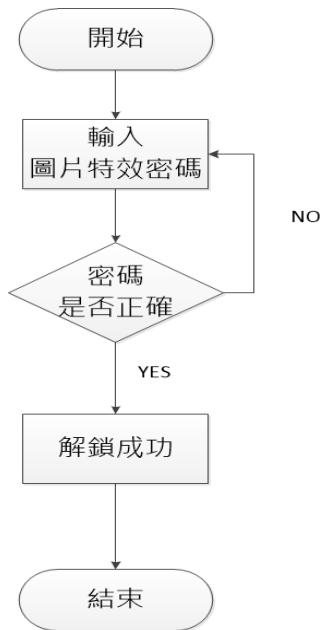 開始
輸入
圖片特效密碼
NO
密碼
是否正確
YES
解鎖成功
結束